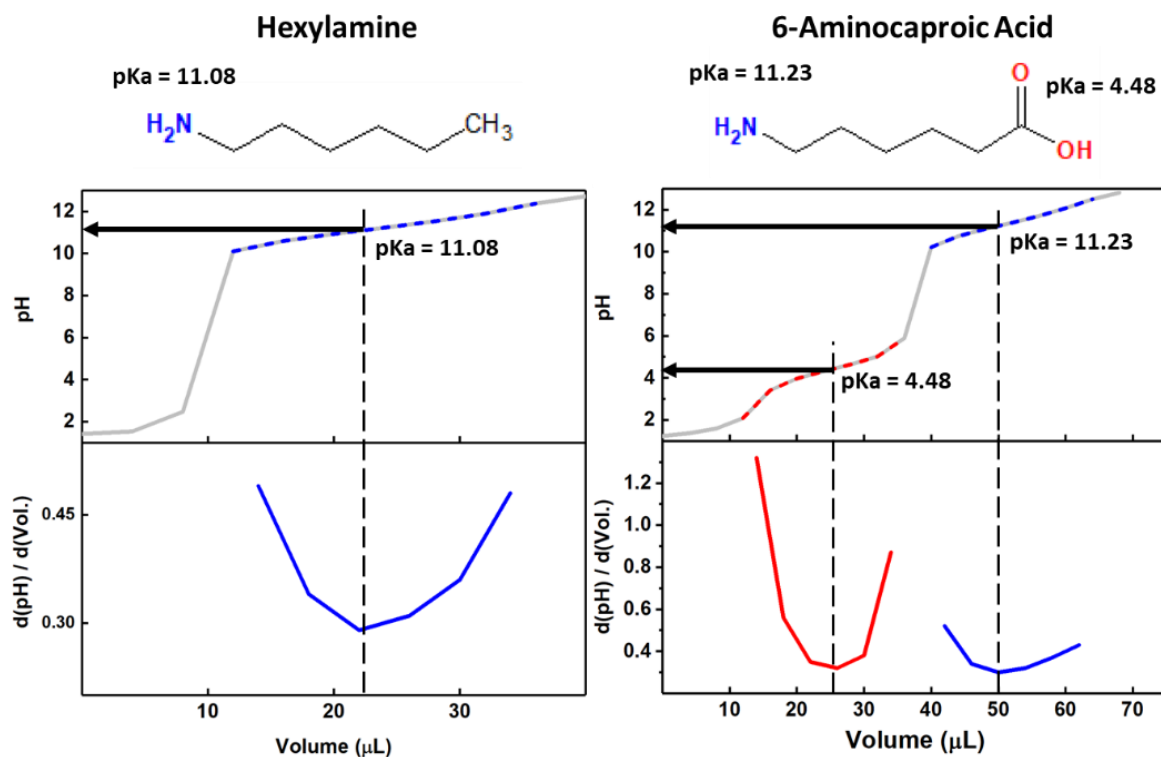 Hexylamine
pKa = 11.08
H2N
CH3
12
10
8
6
4
2
pH
pKa = 11.08
0.45
0.30
d(pH) / d(Vol.)
10
30
Volume (µL)
6-Aminocaproic Acid
pKa = 11.23
pKa = 4.48
O
H2N
OH
12
10
8
6
4
2
pH
pKa = 11.23
pKa = 4.48
1.2
1.0
0.8
0.6
0.4
d(pH) / d(Vol.)
10
20
30
40
50
60
70
Volume (µL)